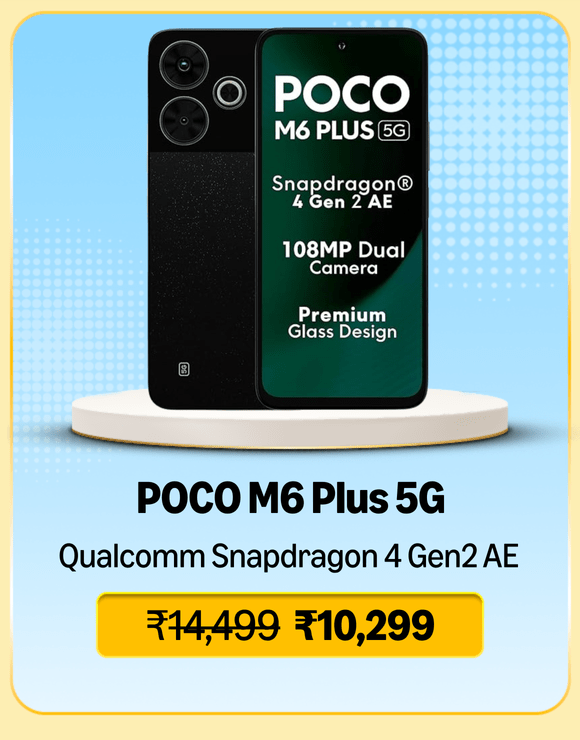 POCO
M6 PLUS 5G
Snapdragon®
4 Gen 2 AE
108MP Dual
Camera
Premium
Glass Design
5G
POCO M6 Plus 5G
Qualcomm Snapdragon 4 Gen2 AE
₹14,499 ₹10,299